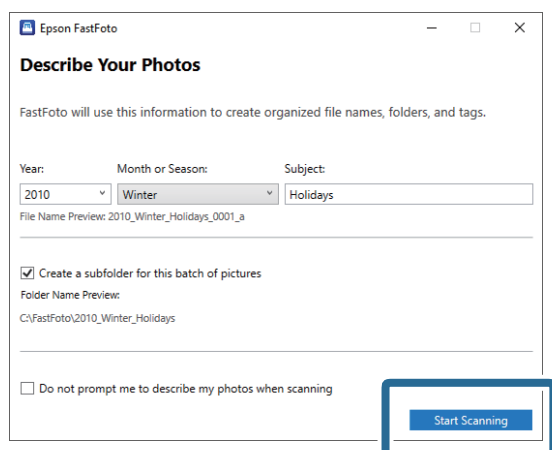 Epson FastFoto
Describe Your Photos
FastFoto will use this information to create organized file names, folders, and tags.
Year: Month or Season: Subject:
2010 Winter Holidays
File Name Preview: 2010_Winter_Holidays_0001_a
Create a subfolder for this batch of pictures
Folder Name Preview:
C:\FastFoto\2010_Winter_Holidays
Do not prompt me to describe my photos when scanning
Start Scanning